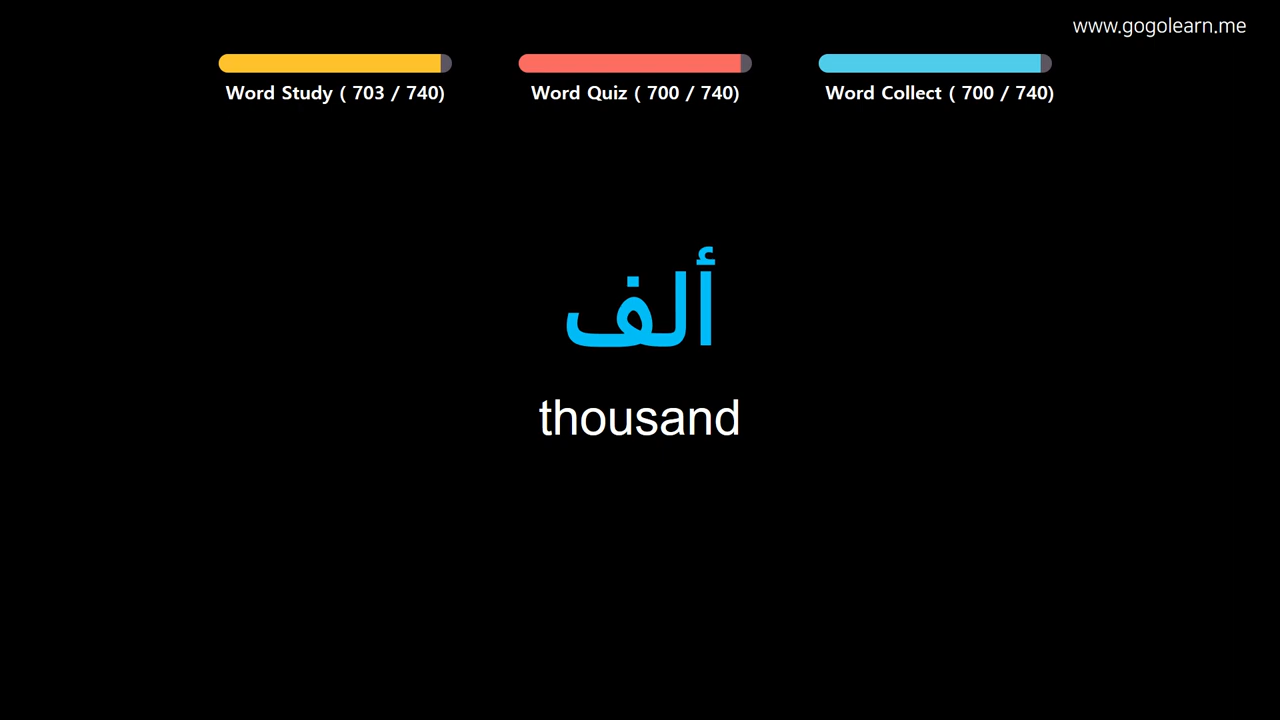 www.gogolearn.me
Word Study ( 703 / 740)
Word Quiz ( 700 / 740)
Word Collect ( 700 / 740)
ألف
thousand